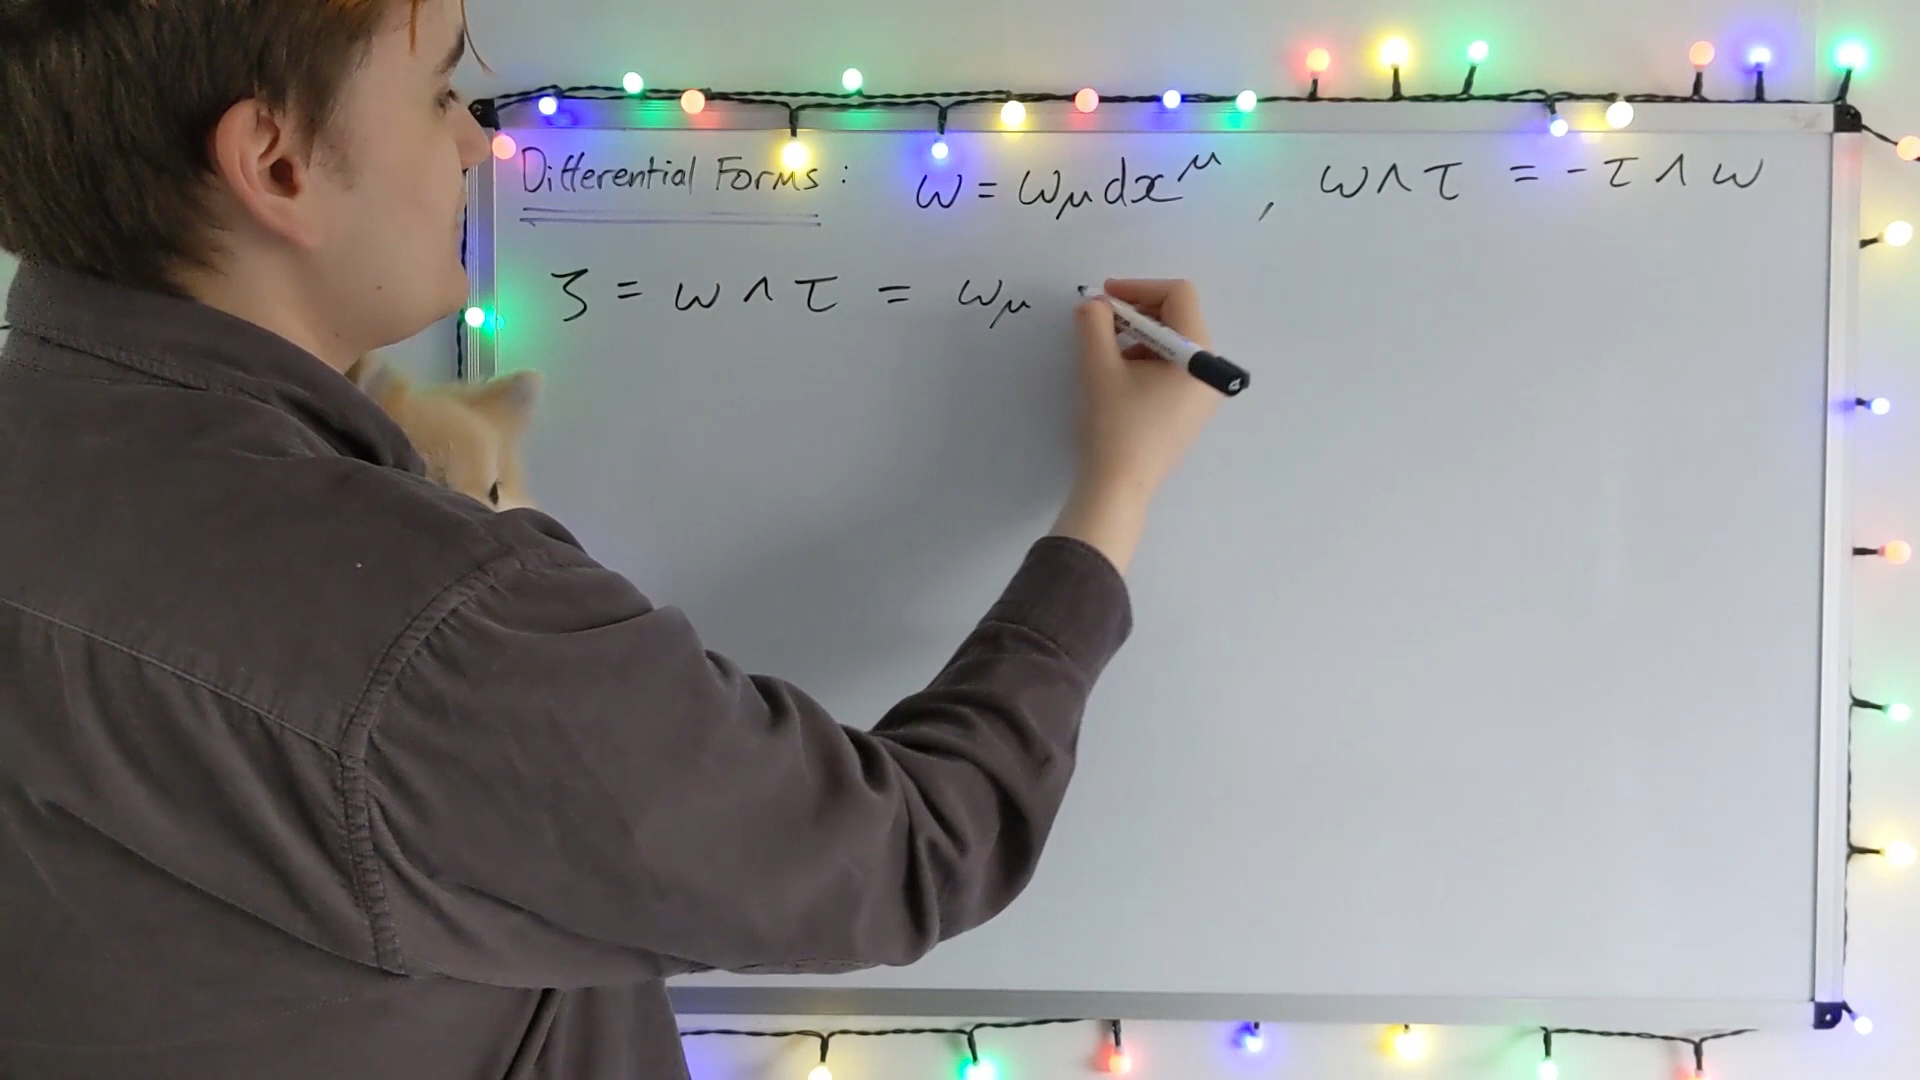 Differential Forms : ω = ω_μ dx^μ , ω ∧ τ = - τ ∧ ω
ζ = ω ∧ τ = ω_μ